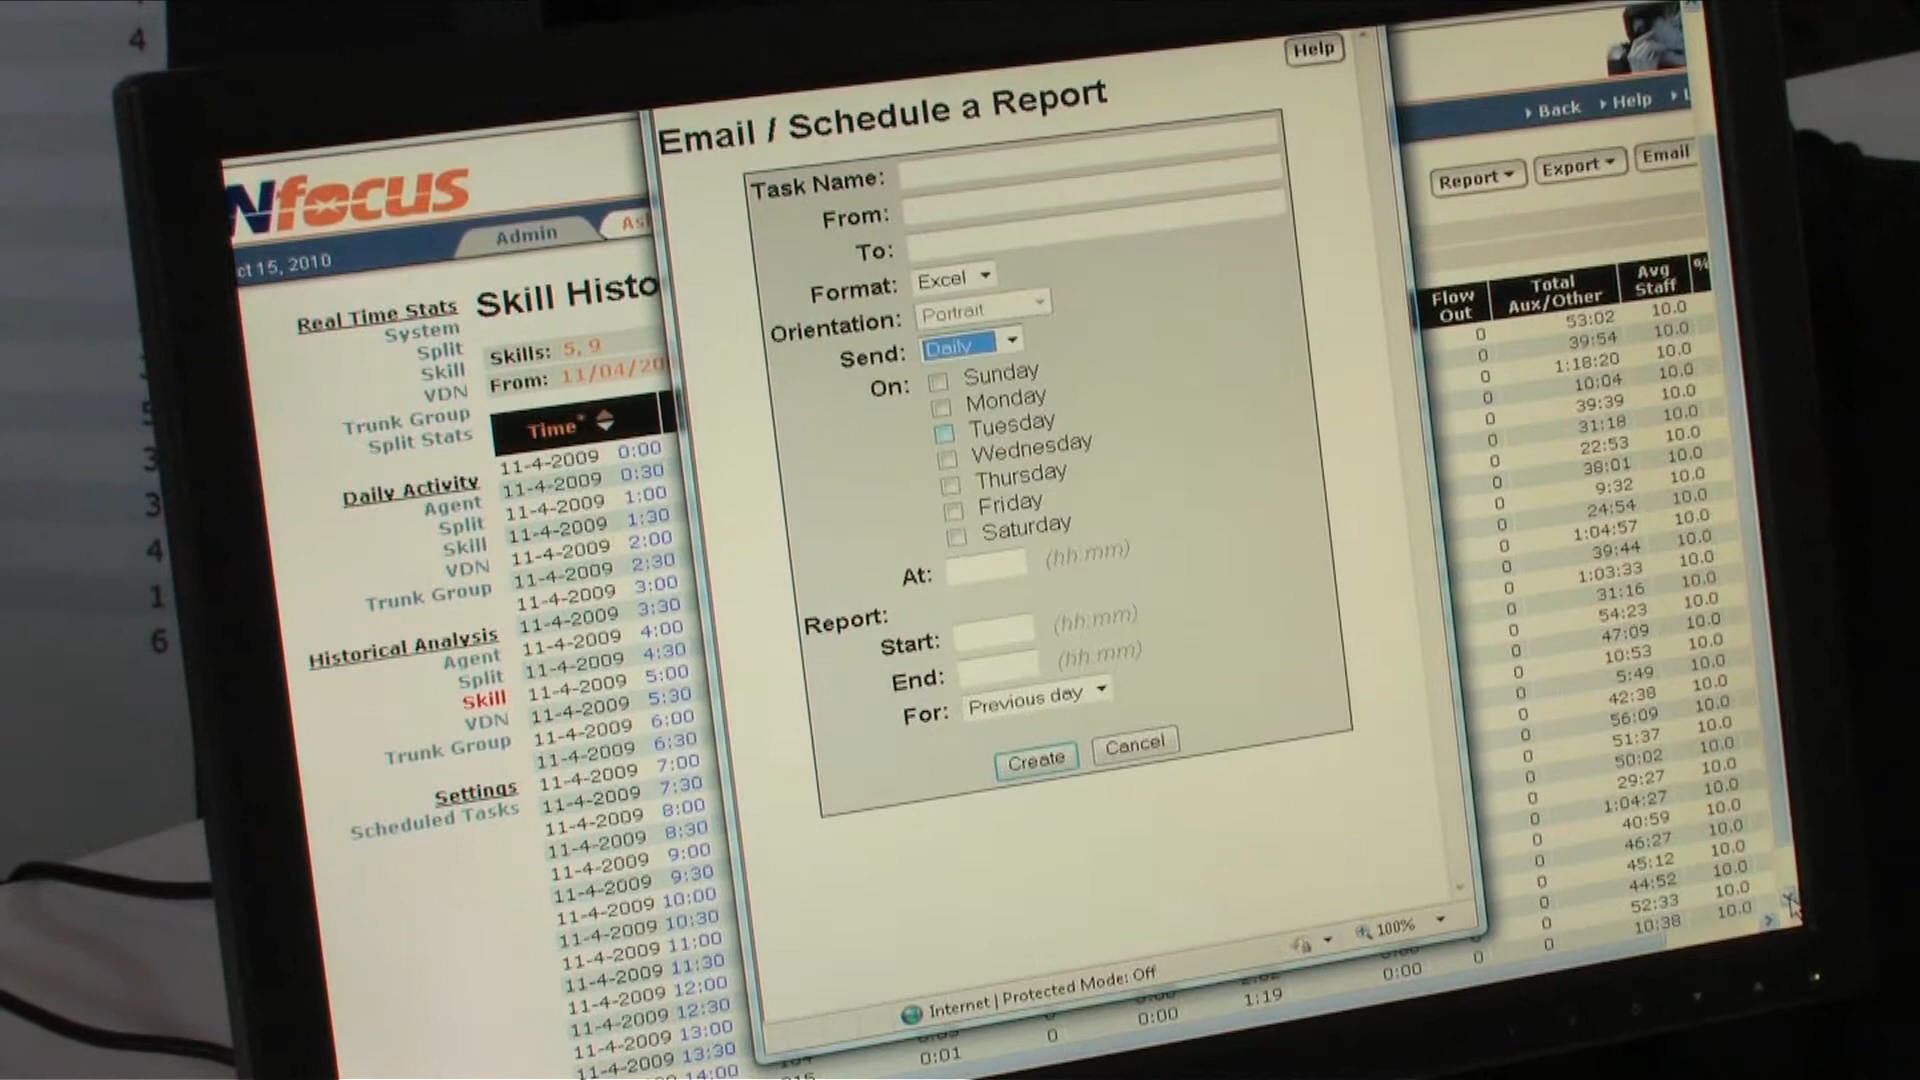 4
3
3
4
1
6
Nfocus
Admin
ct 15, 2010
Real Time Stats
System
Split
Skill
VDN
Trunk Group
Split Stats
Daily Activity
Agent
Split
Skill
VDN
Trunk Group
Historical Analysis
Agent
Split
Skill
VDN
Trunk Group
Settings
Scheduled Tasks
Skill Histo
Skills: 5, 9
From: 11/04/20
Time*
11-4-2009 0:00
11-4-2009 0:30
11-4-2009 1:00
11-4-2009 1:30
11-4-2009 2:00
11-4-2009 2:30
11-4-2009 3:00
11-4-2009 3:30
11-4-2009 4:00
11-4-2009 4:30
11-4-2009 5:00
11-4-2009 5:30
11-4-2009 6:00
11-4-2009 6:30
11-4-2009 7:00
11-4-2009 7:30
11-4-2009 8:00
11-4-2009 8:30
11-4-2009 9:00
11-4-2009 9:30
11-4-2009 10:00
11-4-2009 10:30
11-4-2009 11:00
11-4-2009 11:30
11-4-2009 12:00
11-4-2009 12:30
11-4-2009 13:00
11-4-2009 13:30
14:00
Help
Email / Schedule a Report
Task Name:
From:
To:
Format: Excel
Orientation: Portrait
Send: Daily
On: Sunday
Monday
Tuesday
Wednesday
Thursday
Friday
Saturday
At: (hh:mm)
Report:
Start: (hh:mm)
End: (hh:mm)
For: Previous day
Create Cancel
100%
Internet | Protected Mode: Off
Back Help
Report Export Email
Flow Out Total Aux/Other Avg Staff %
0 53:02 10.0
0 39:54 10.0
0 1:18:20 10.0
0 10:04 10.0
0 39:39 10.0
0 31:18 10.0
0 22:53 10.0
0 38:01 10.0
0 9:32 10.0
0 24:54 10.0
0 1:04:57 10.0
0 39:44 10.0
0 1:03:33 10.0
0 31:16 10.0
0 54:23 10.0
0 47:09 10.0
0 10:53 10.0
0 5:49 10.0
0 42:38 10.0
0 56:09 10.0
0 51:37 10.0
0 50:02 10.0
0 29:27 10.0
0 1:04:27 10.0
0 40:59 10.0
0 46:27 10.0
0 45:12 10.0
0 44:52 10.0
0 52:33 10.0
0 10:38 10.0
0:01 0 0:00 1:19 0:00 0